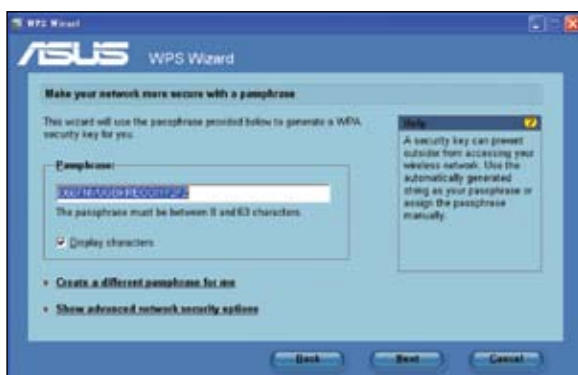 WPS Wizard
ASUS WPS Wizard
Make your network more secure with a passphrase
This wizard will use the passphrase provided below to generate a WPA
security key for you.
Passphrase:
The passphrase must be between 8 and 63 characters.
Display characters
Create a different passphrase for me
Show advanced network security options
Help
A security key can prevent
outsider from accessing your
wireless network. Use the
automatically generated
string as your passphrase or
assign the passphrase
manually.
Back Next Cancel